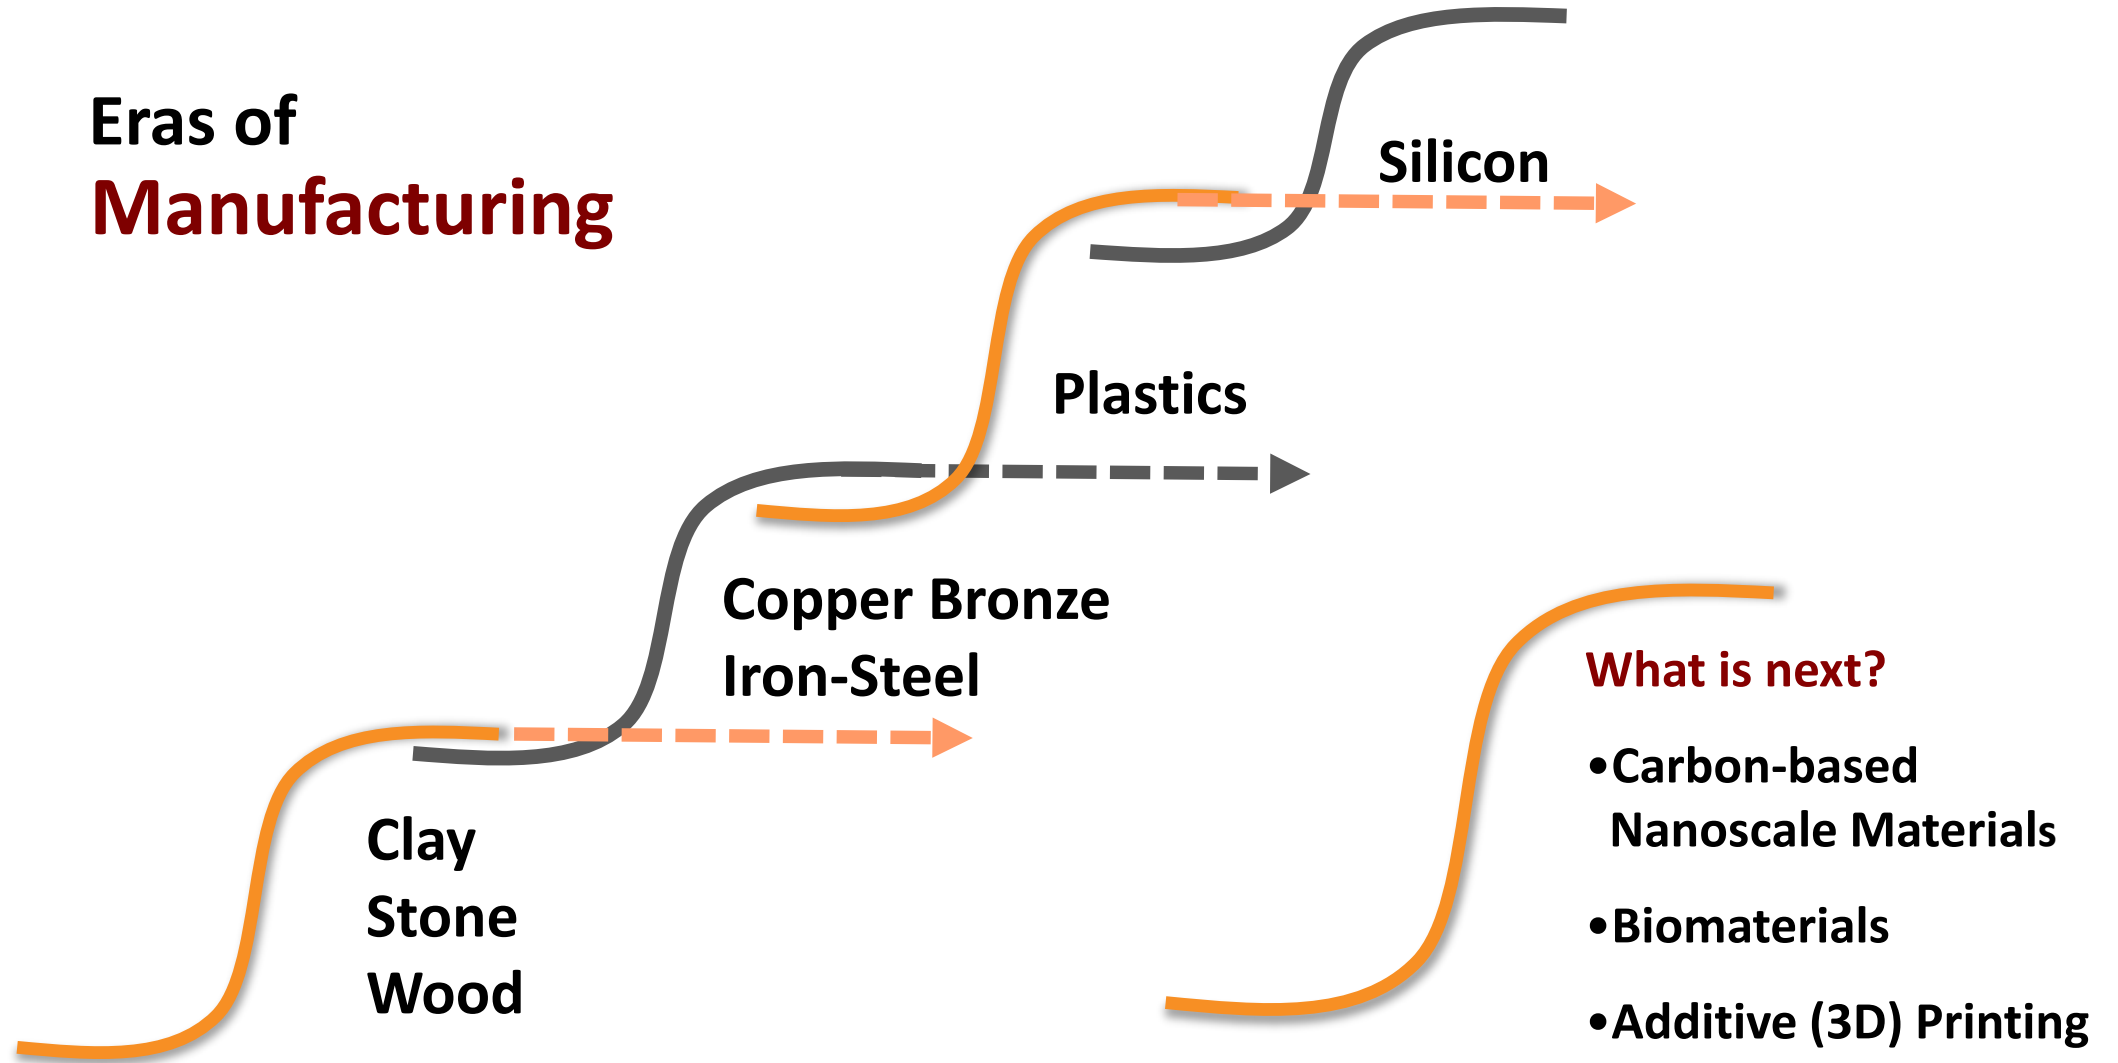 Eras of
Manufacturing
Silicon
Plastics
Copper Bronze
Iron-Steel
Clay
Stone
Wood
What is next?
•Carbon-based
Nanoscale Materials
•Biomaterials
•Additive (3D) Printing